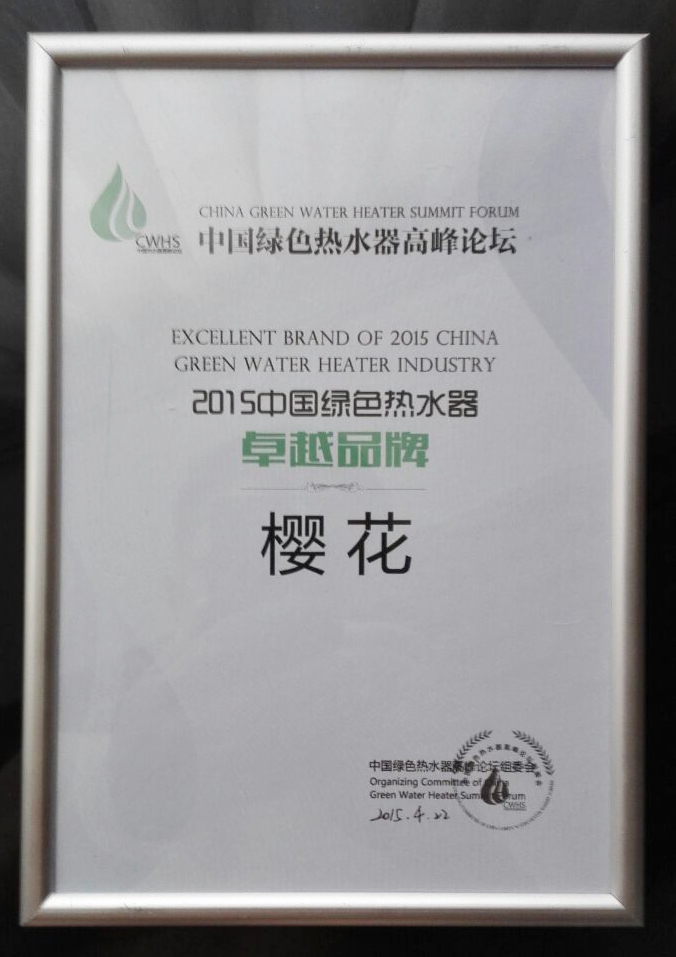 CHINA GREEN WATER HEATER SUMMIT FORUM
CWHS
中国绿色热水器高峰论坛
EXCELLENT BRAND OF 2015 CHINA
GREEN WATER HEATER INDUSTRY
2015中国绿色热水器
卓越品牌
樱花
中国绿色热水器高峰论坛组委会
Organizing Committee of China
Green Water Heater Summit Forum
2015.4.22
CWHS